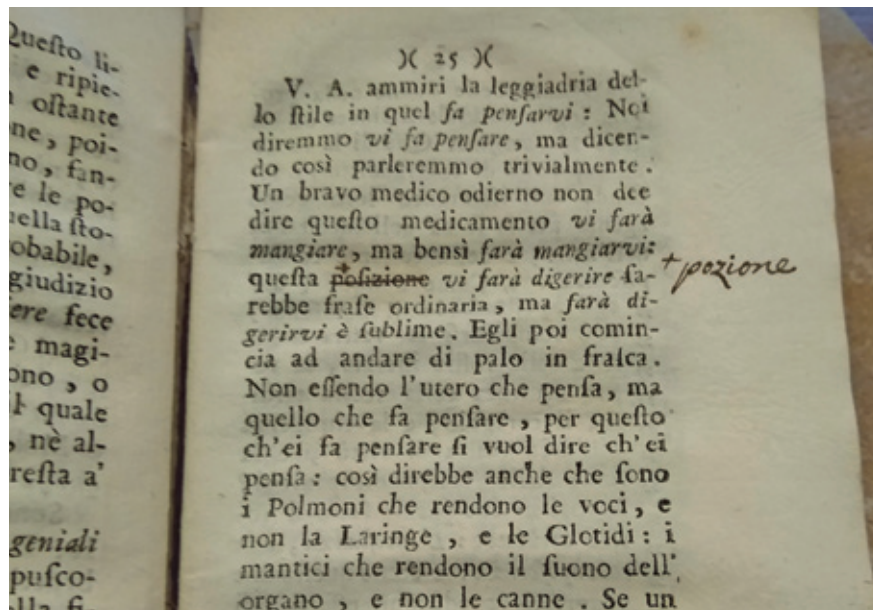 Queſto li-
e ripie-
oſtante
ne, poi-
no, fan-
e le po-
uella ſto-
obabile,
giudizio
ere fece
magi-
ono, o
quale
, nè al-
reſta a'
geniali
puſco-
)( 25 )(
V. A. ammiri la leggiadria del-
lo ſtile in quel fa penſarvi: Noi
diremmo vi fa penſare, ma dicen-
do così parleremmo trivialmente.
Un bravo medico odierno non dee
dire queſto medicamento vi farà
mangiare, ma bensì farà mangiarvi:
queſta poſizione vi farà digerire ſa-
+ pozione
rebbe fraſe ordinaria, ma farà di-
gerirvi è ſublime. Egli poi comin-
cia ad andare di palo in fraſca.
Non eſſendo l'utero che penſa, ma
quello che fa penſare, per queſto
ch'ei fa penſare ſi vuol dire ch'ei
penſa: così direbbe anche che ſono
i Polmoni che rendono le voci, e
non la Laringe, e le Glotidi: i
mantici che rendono il ſuono dell'
organo, e non le canne. Se un